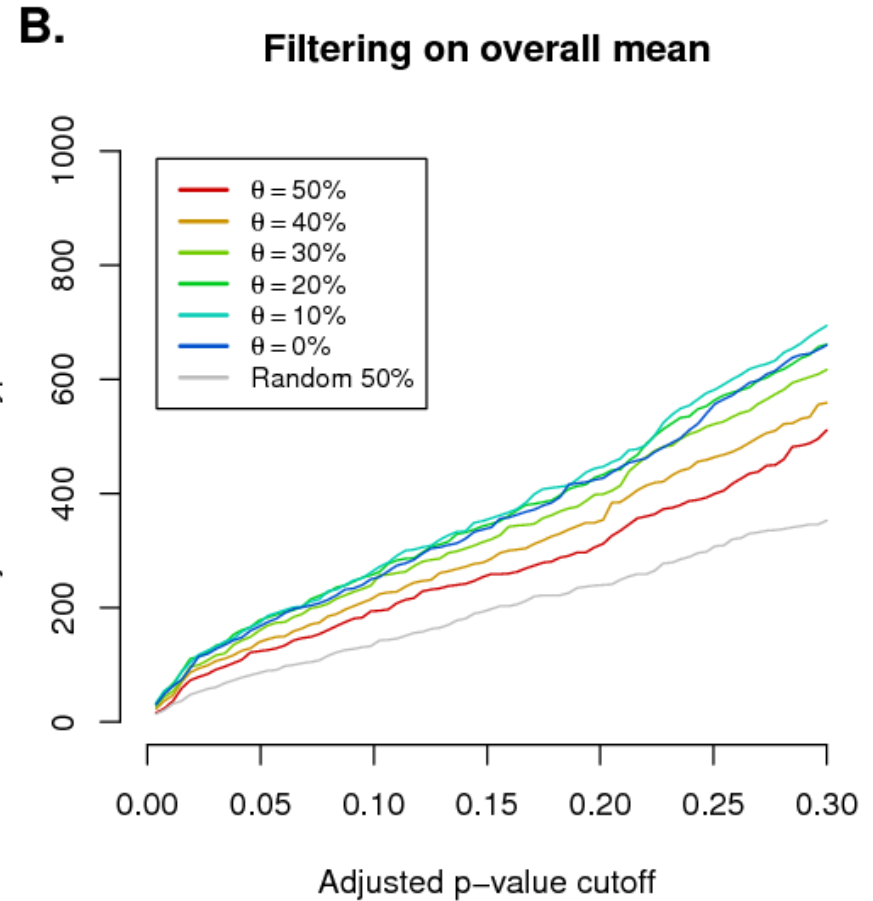 B.
Filtering on overall mean
1000
800
600
400
200
0
θ = 50%
θ = 40%
θ = 30%
θ = 20%
θ = 10%
θ = 0%
Random 50%
0.00 0.05 0.10 0.15 0.20 0.25 0.30
Adjusted p−value cutoff